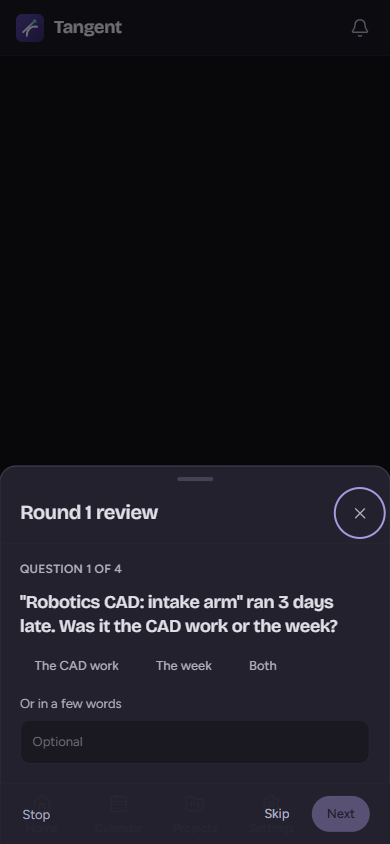 Tangent
Round 1 review
QUESTION 1 OF 4
"Robotics CAD: intake arm" ran 3 days
late. Was it the CAD work or the week?
The CAD work The week Both
Or in a few words
Optional
Stop Skip Next